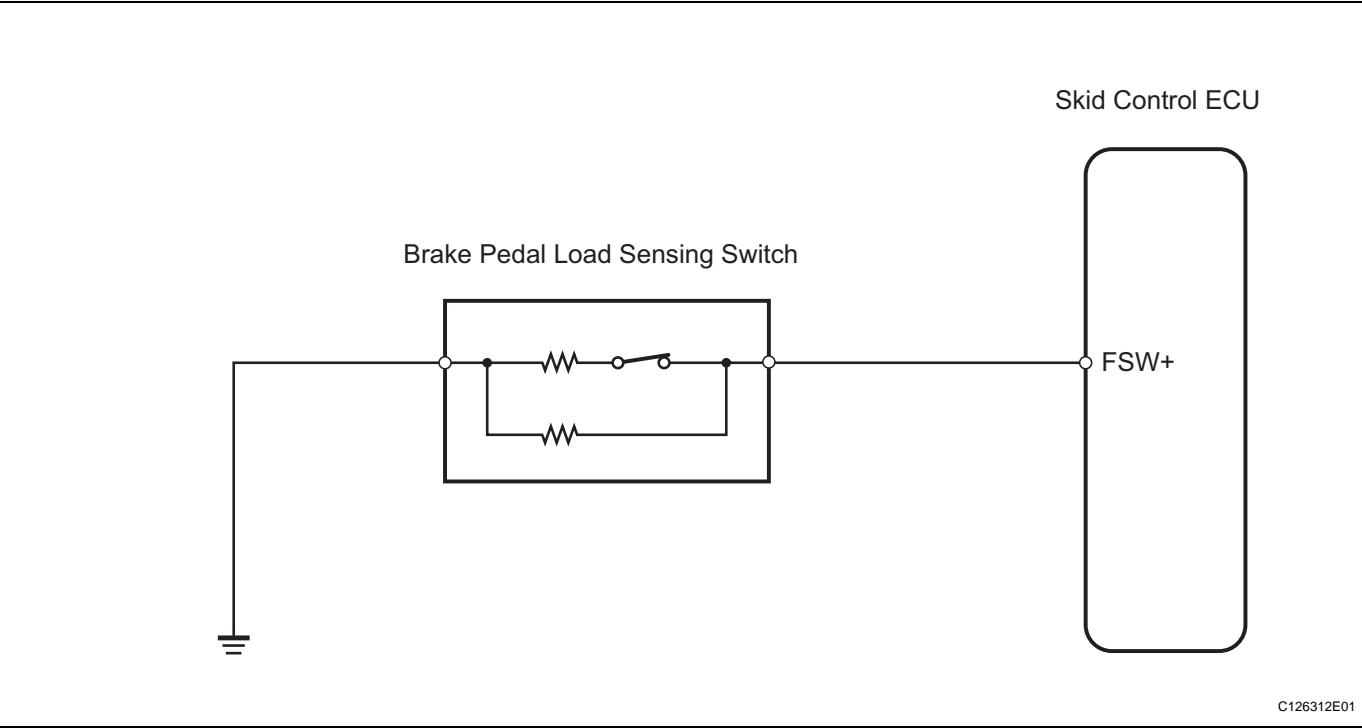 Skid Control ECU
Brake Pedal Load Sensing Switch
FSW+
C126312E01